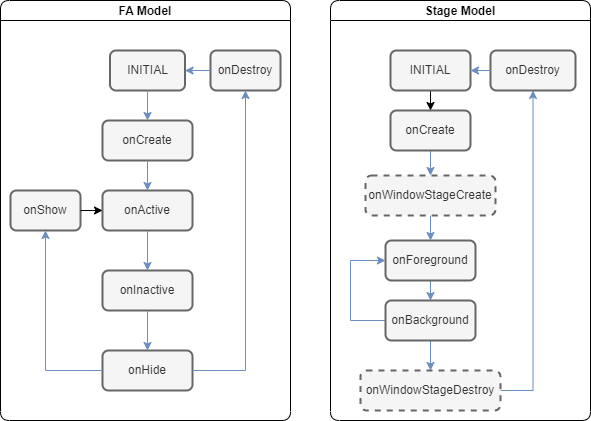 FA Model
INITIAL
onDestroy
onCreate
onShow
onActive
onInactive
onHide
Stage Model
INITIAL
onDestroy
onCreate
onWindowStageCreate
onForeground
onBackground
onWindowStageDestroy